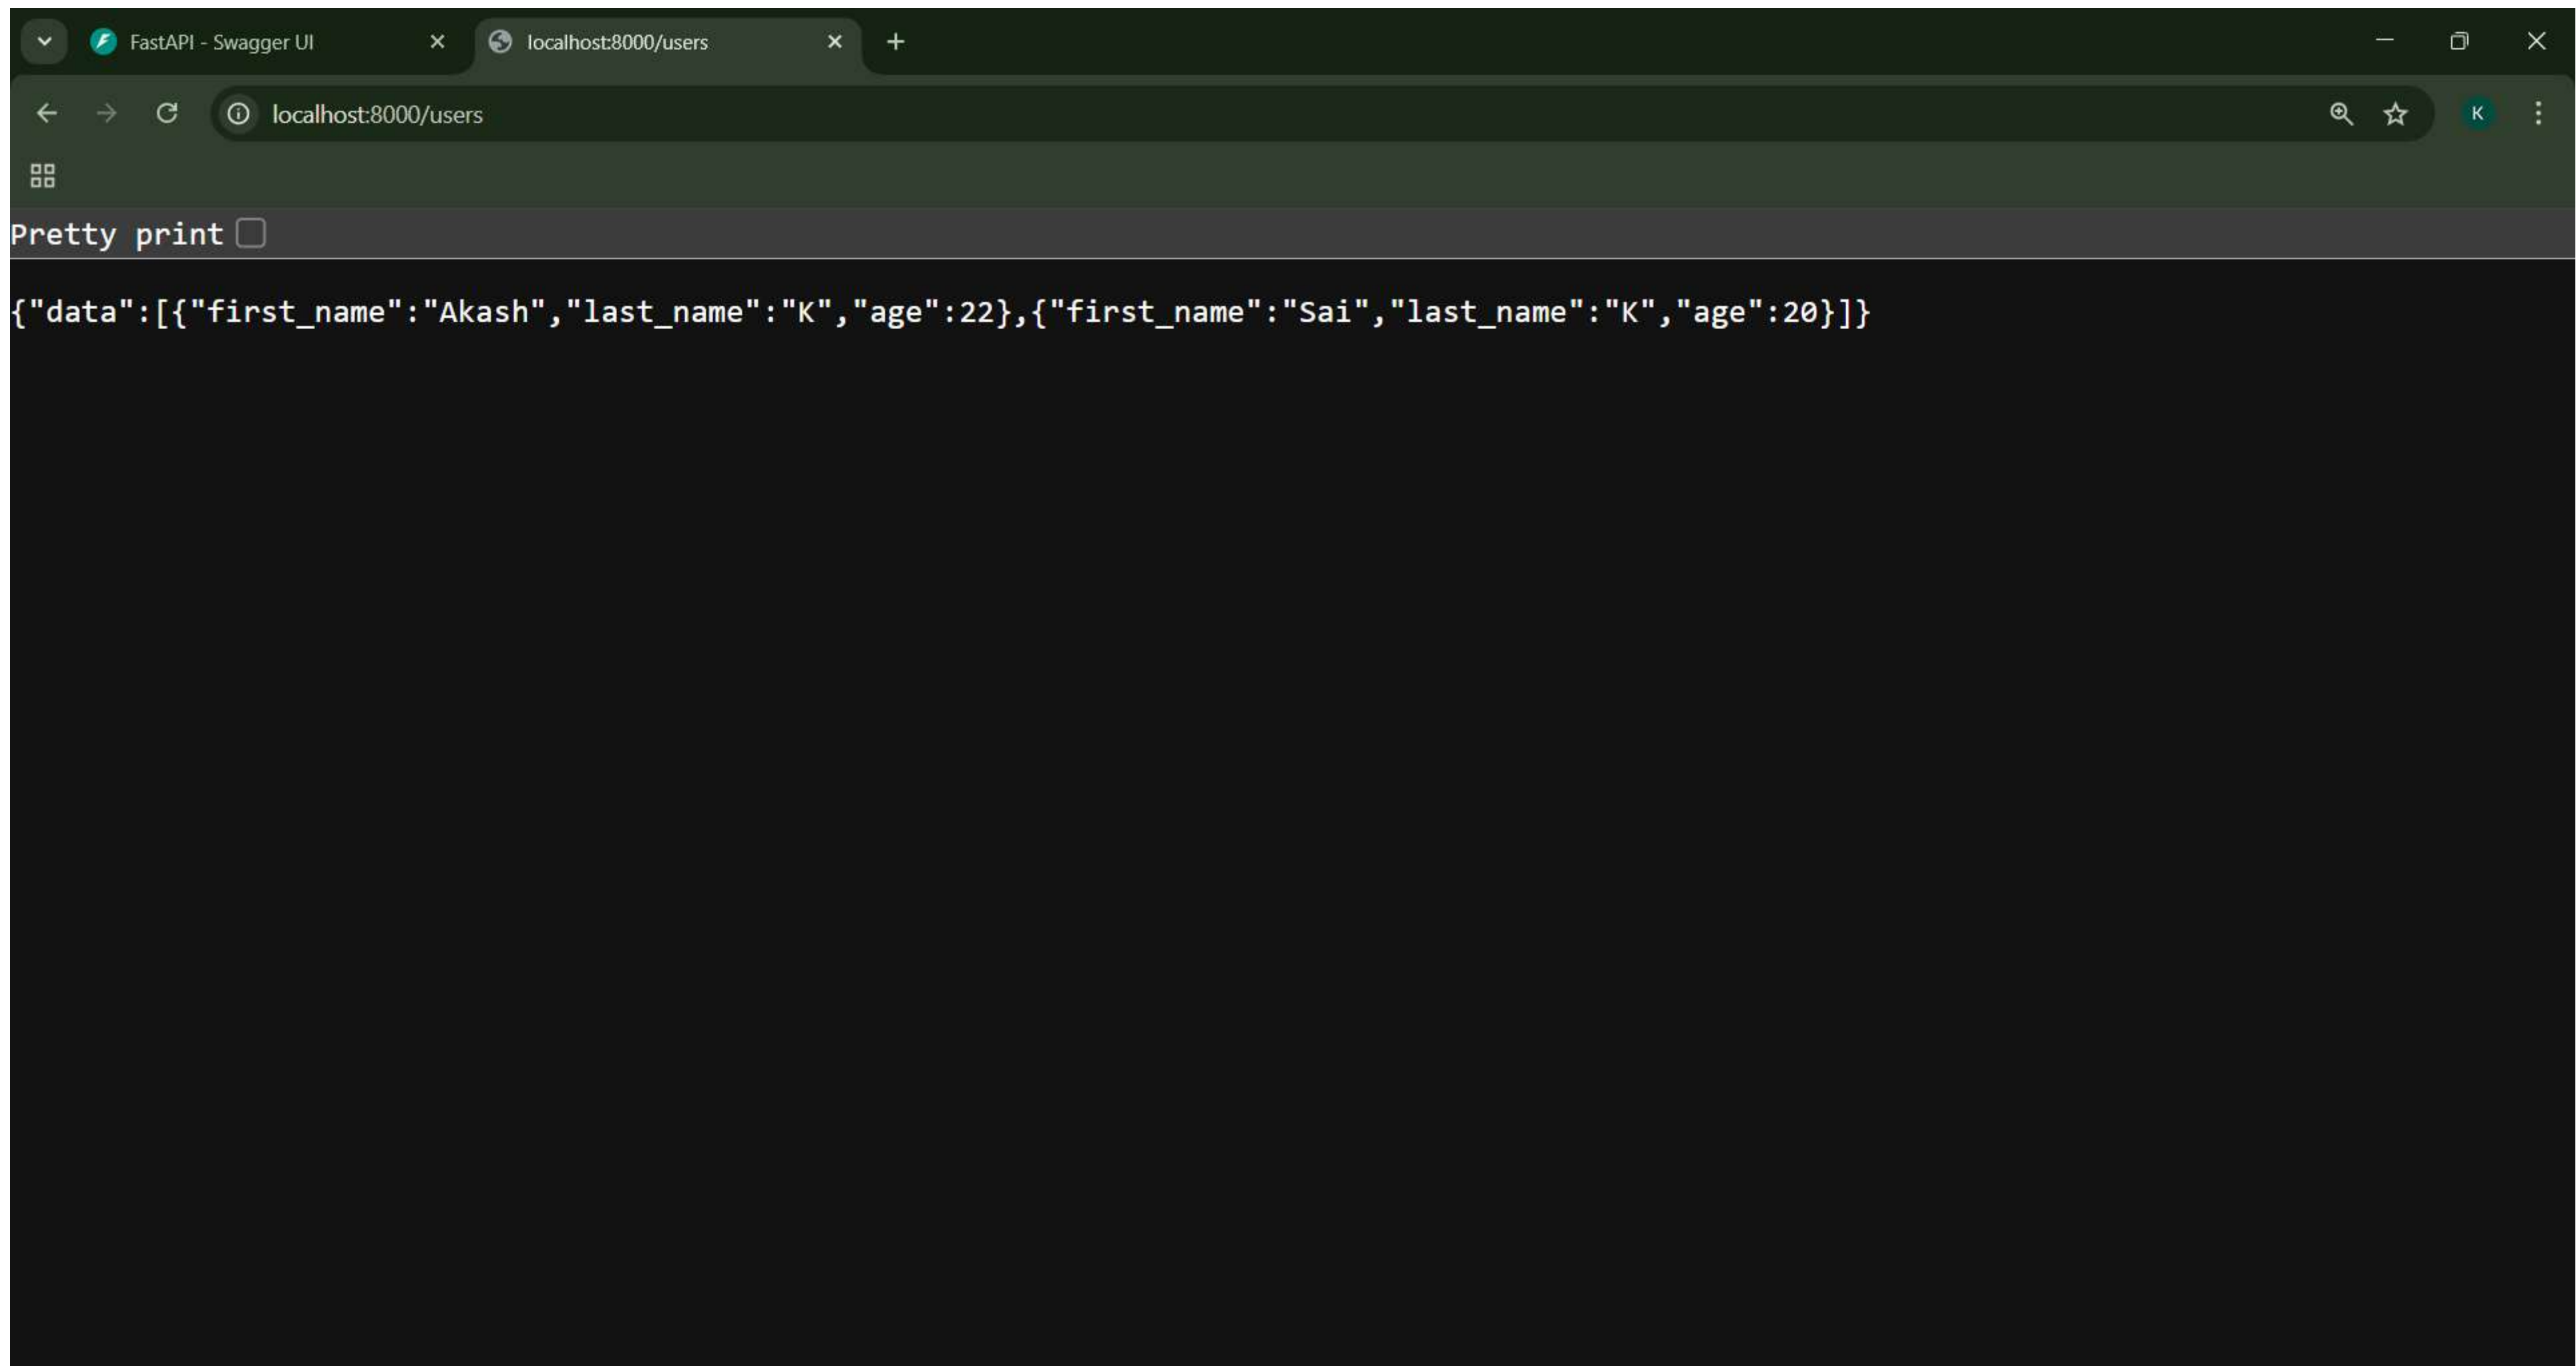 FastAPI - Swagger UI
localhost:8000/users
localhost:8000/users
K
Pretty print
{"data":[{"first_name":"Akash","last_name":"K","age":22},{"first_name":"Sai","last_name":"K","age":20}]}